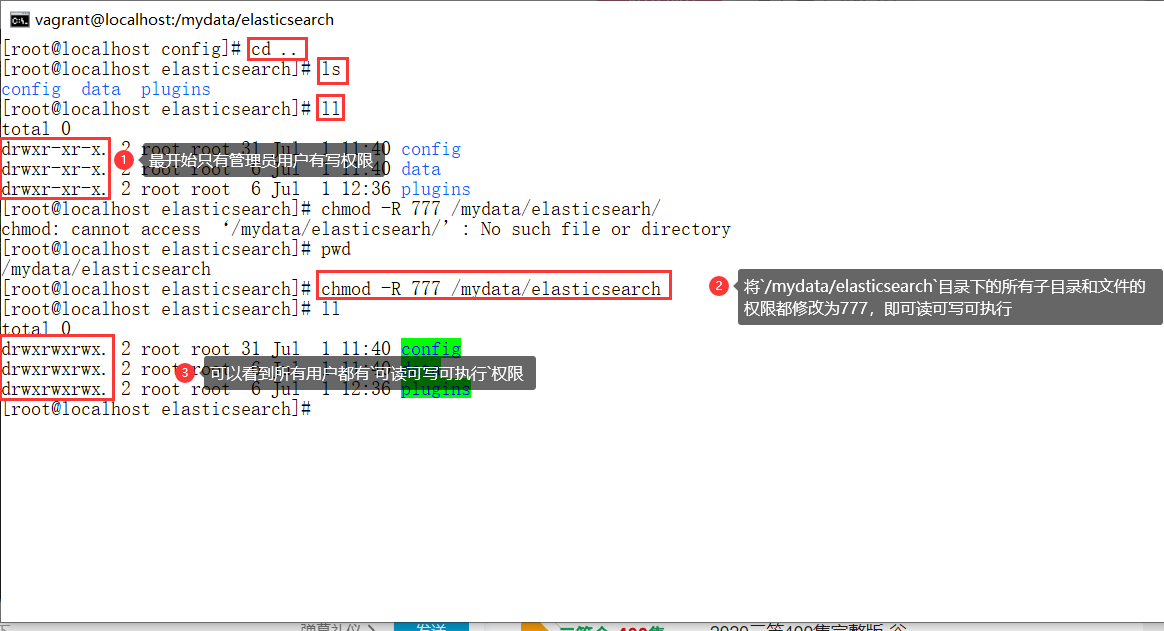 vagrant@localhost:/mydata/elasticsearch
[root@localhost config]# cd ..
[root@localhost elasticsearch]# ls
config  data  plugins
[root@localhost elasticsearch]# ll
total 0
drwxr-xr-x. 2 root root 31 Jul  1 11:40 config
1 最开始只有管理员用户有写权限
drwxr-xr-x. 2 root root  6 Jul  1 11:40 data
drwxr-xr-x. 2 root root  6 Jul  1 12:36 plugins
[root@localhost elasticsearch]# chmod -R 777 /mydata/elasticsearh/
chmod: cannot access ‘/mydata/elasticsearh/’: No such file or directory
[root@localhost elasticsearch]# pwd
/mydata/elasticsearch
[root@localhost elasticsearch]# chmod -R 777 /mydata/elasticsearch
2 将`/mydata/elasticsearch`目录下的所有子目录和文件的
权限都修改为777，即可读可写可执行
[root@localhost elasticsearch]# ll
total 0
drwxrwxrwx. 2 root root 31 Jul  1 11:40 config
drwxrwxrwx.
3 可以看到所有用户都有`可读可写可执行`权限
drwxrwxrwx. 2 root root  6 Jul  1 12:36 plugins
[root@localhost elasticsearch]#
弹幕礼仪 >
发送